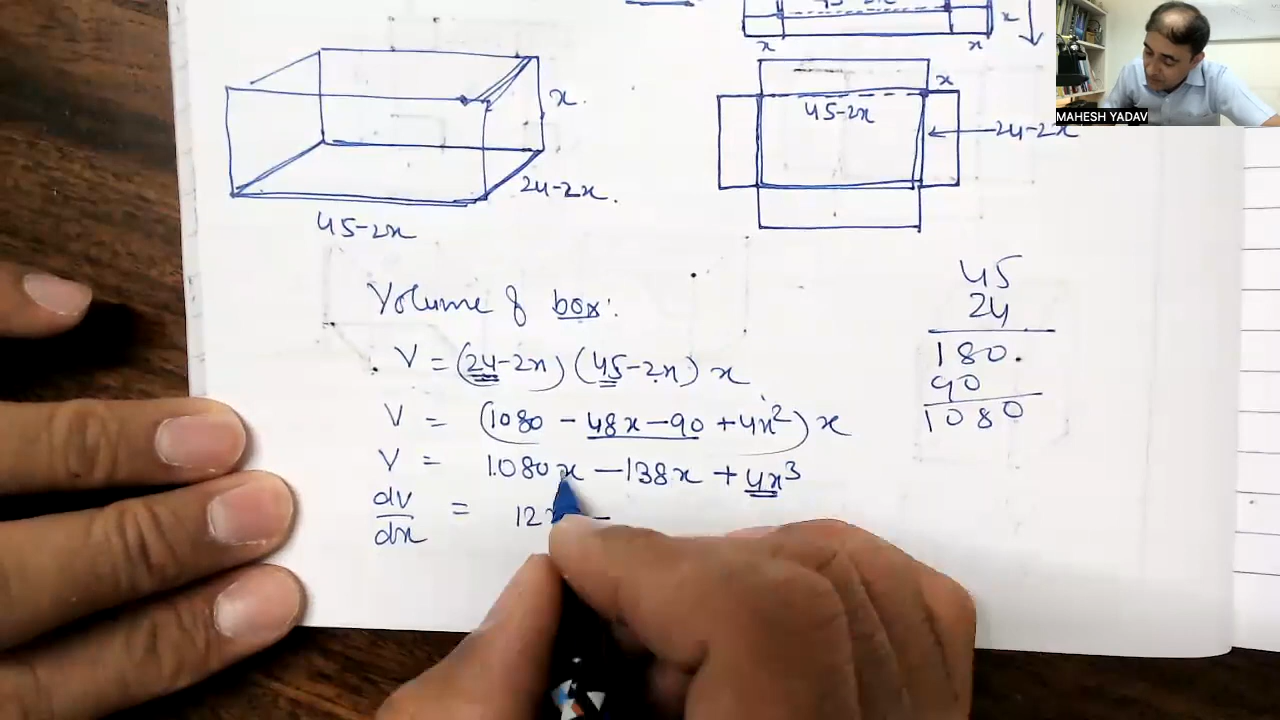 x
x
x
MAHESH YADAV
x
45-2x
24-2x
x.
24-2x.
45-2x
45
24
180.
90
1080
Volume of box:
V = (24-2x)(45-2x)x
V = (1080 - 48x - 90 + 4x²)x
V = 1080x - 138x + 4x³
dv/dx = 12